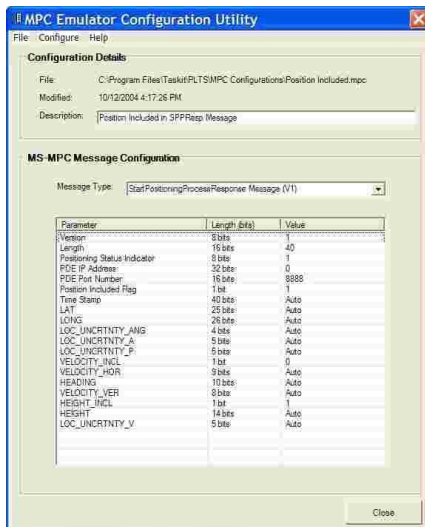 MPC Emulator Configuration Utility
File Configure Help
Configuration Details
File: C:\Program Files\Taskit\PLTS\MPC Configurations\Position Included.mpc
Modified: 10/12/2004 4:17:26 PM
Description: Position Included in SPPResp Message
MS-MPC Message Configuration
Message Type: StartPositioningProcessResponse Message (V1)
Parameter Length (bits) Value
Version 8 bits 1
Length 16 bits 40
Positioning Status Indicator 8 bits 1
PDE IP Address 32 bits 0
PDE Port Number 16 bits 8888
Position Included Flag 1 bit 1
Time Stamp 40 bits Auto
LAT 25 bits Auto
LONG 26 bits Auto
LOC_UNCRTNTY_ANG 4 bits Auto
LOC_UNCRTNTY_A 5 bits Auto
LOC_UNCRTNTY_P 5 bits Auto
VELOCITY_INCL 1 bit 0
VELOCITY_HOR 9 bits Auto
HEADING 10 bits Auto
VELOCITY_VER 8 bits Auto
HEIGHT_INCL 1 bit 1
HEIGHT 14 bits Auto
LOC_UNCRTNTY_V 5 bits Auto
Close